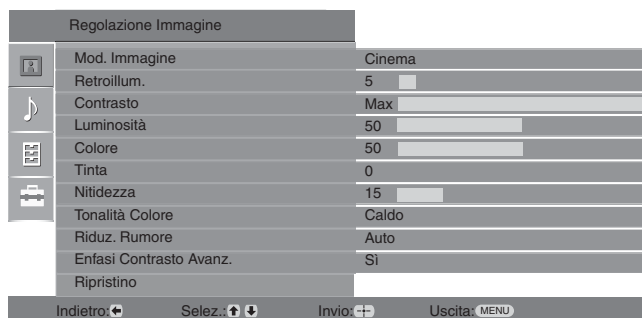 Regolazione Immagine
Mod. Immagine Cinema
Retroillum. 5
Contrasto Max
Luminosità 50
Colore 50
Tinta 0
Nitidezza 15
Tonalità Colore Caldo
Riduz. Rumore Auto
Enfasi Contrasto Avanz. Sì
Ripristino
Indietro: Selez.: Invio: Uscita: MENU